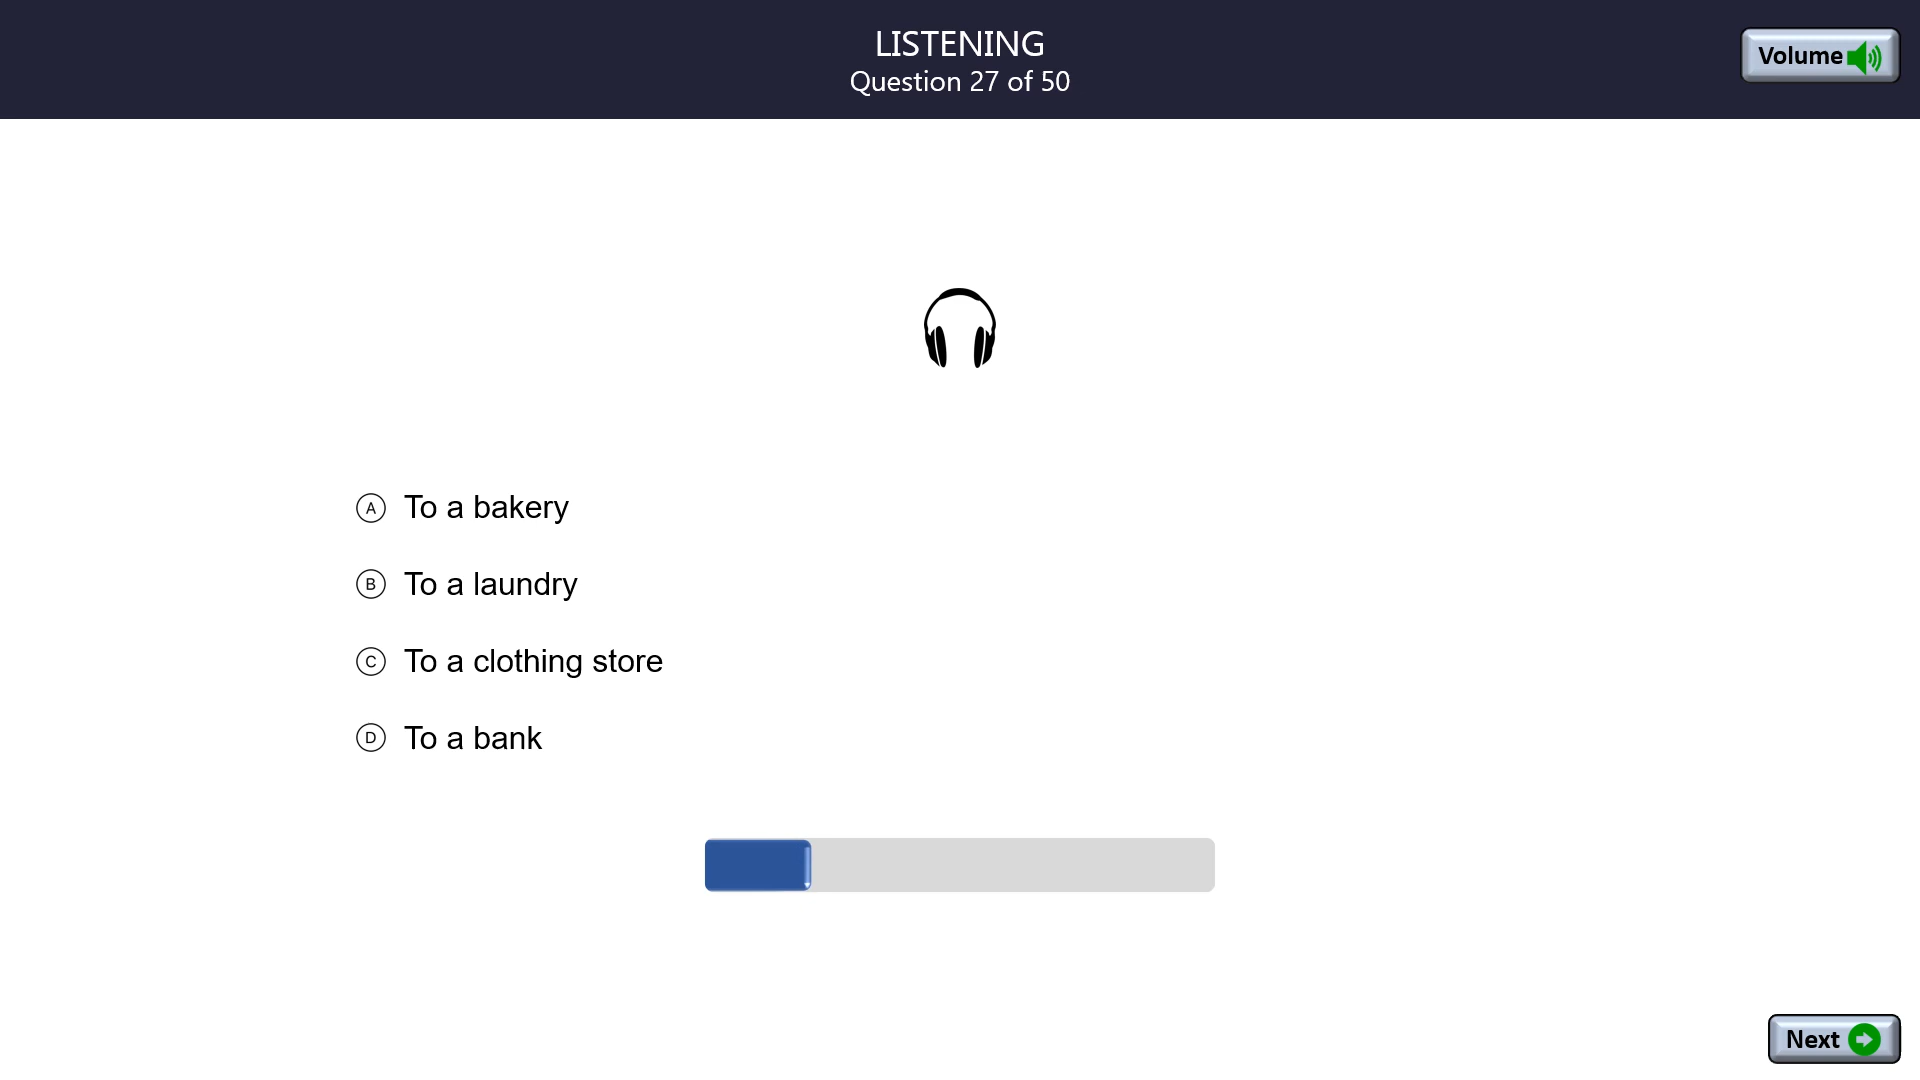 LISTENING
Question 27 of 50
Volume
A To a bakery
B To a laundry
C To a clothing store
D To a bank
Next